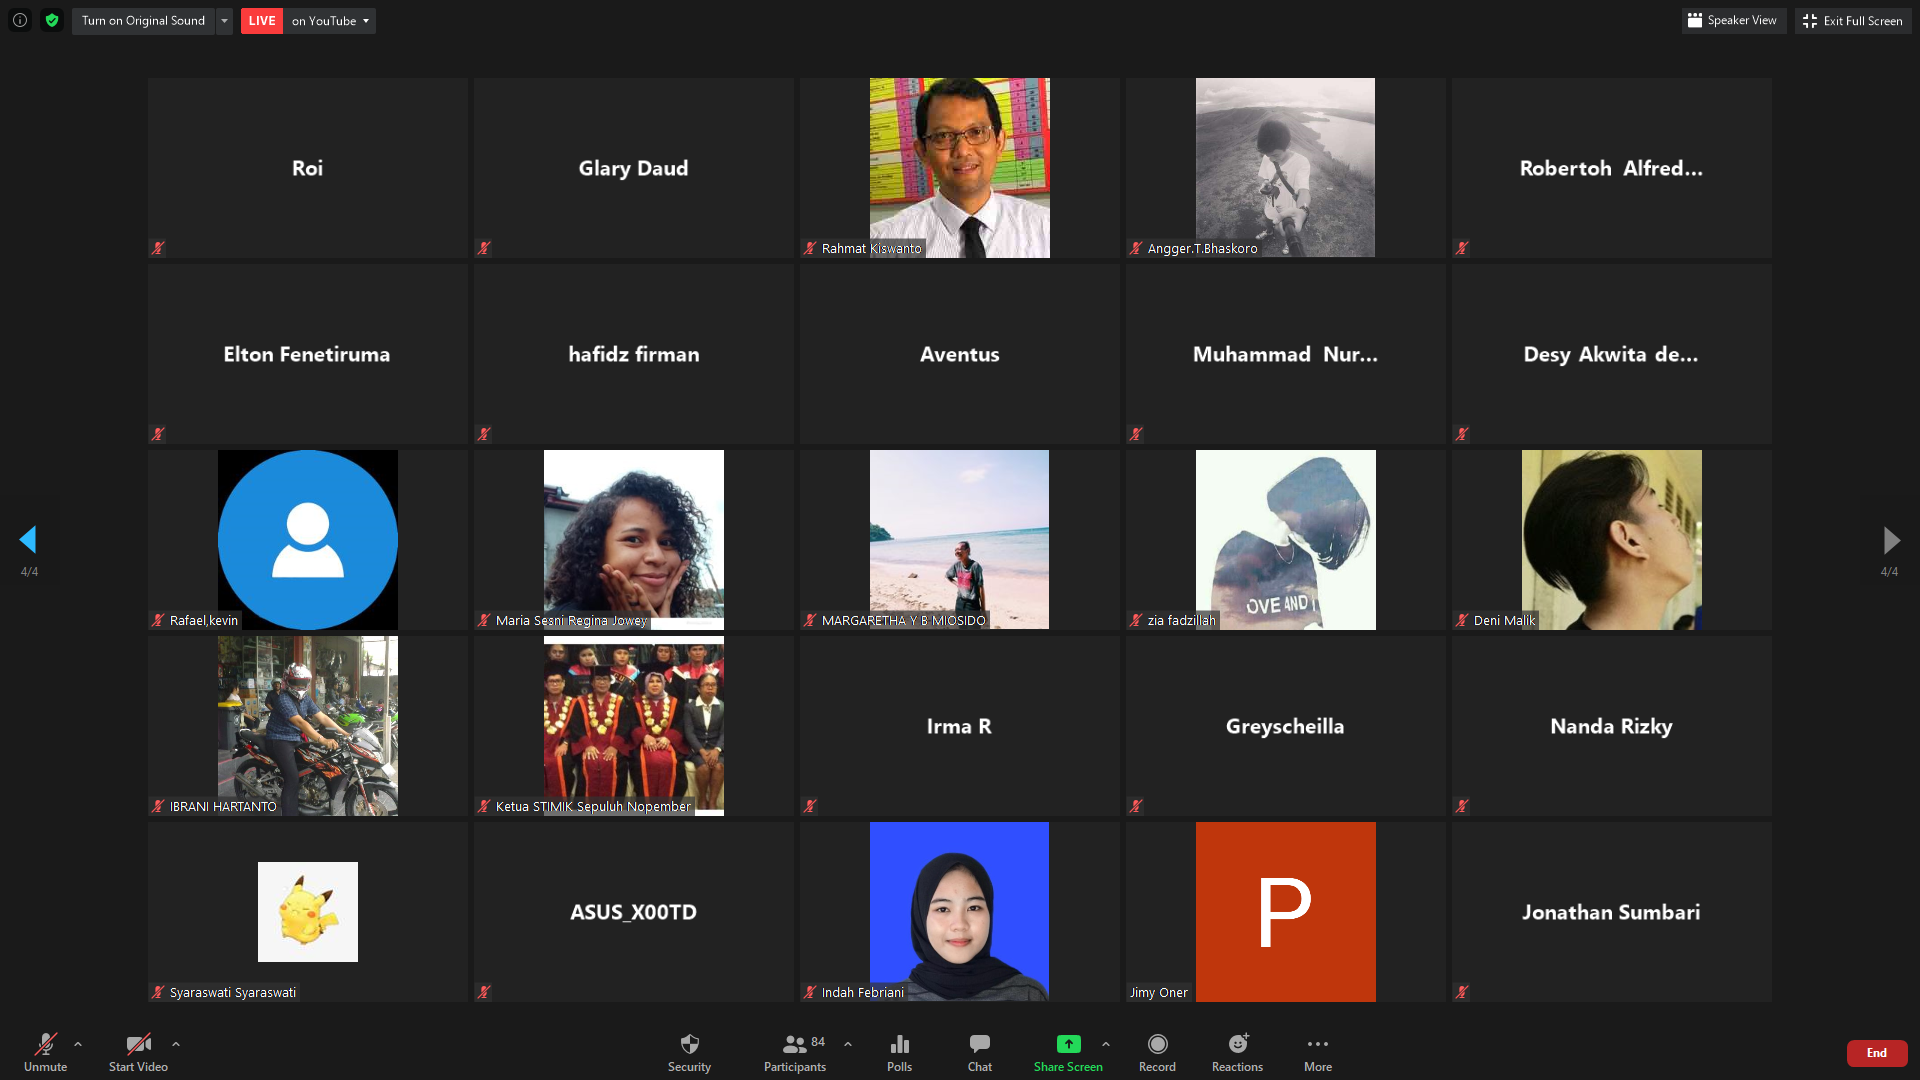 Turn on Original Sound
LIVE on YouTube
Speaker View
Exit Full Screen
Roi
Glary Daud
Rahmat Kiswanto
Angger.T.Bhaskoro
Robertoh Alfred...
Elton Fenetiruma
hafidz firman
Aventus
Muhammad Nur...
Desy Akwita de...
4/4
Rafael,kevin
Maria Sesni Regina Jowey
MARGARETHA Y B MIOSIDO
OVE AND
zia fadzillah
Deni Malik
4/4
IBRANI HARTANTO
Ketua STIMIK Sepuluh Nopember
Irma R
Greyscheilla
Nanda Rizky
Syaraswati Syaraswati
ASUS_X00TD
Indah Febriani
P
Jimy Oner
Jonathan Sumbari
Unmute
Start Video
Security
Participants 84
Polls
Chat
Share Screen
Record
Reactions
More
End